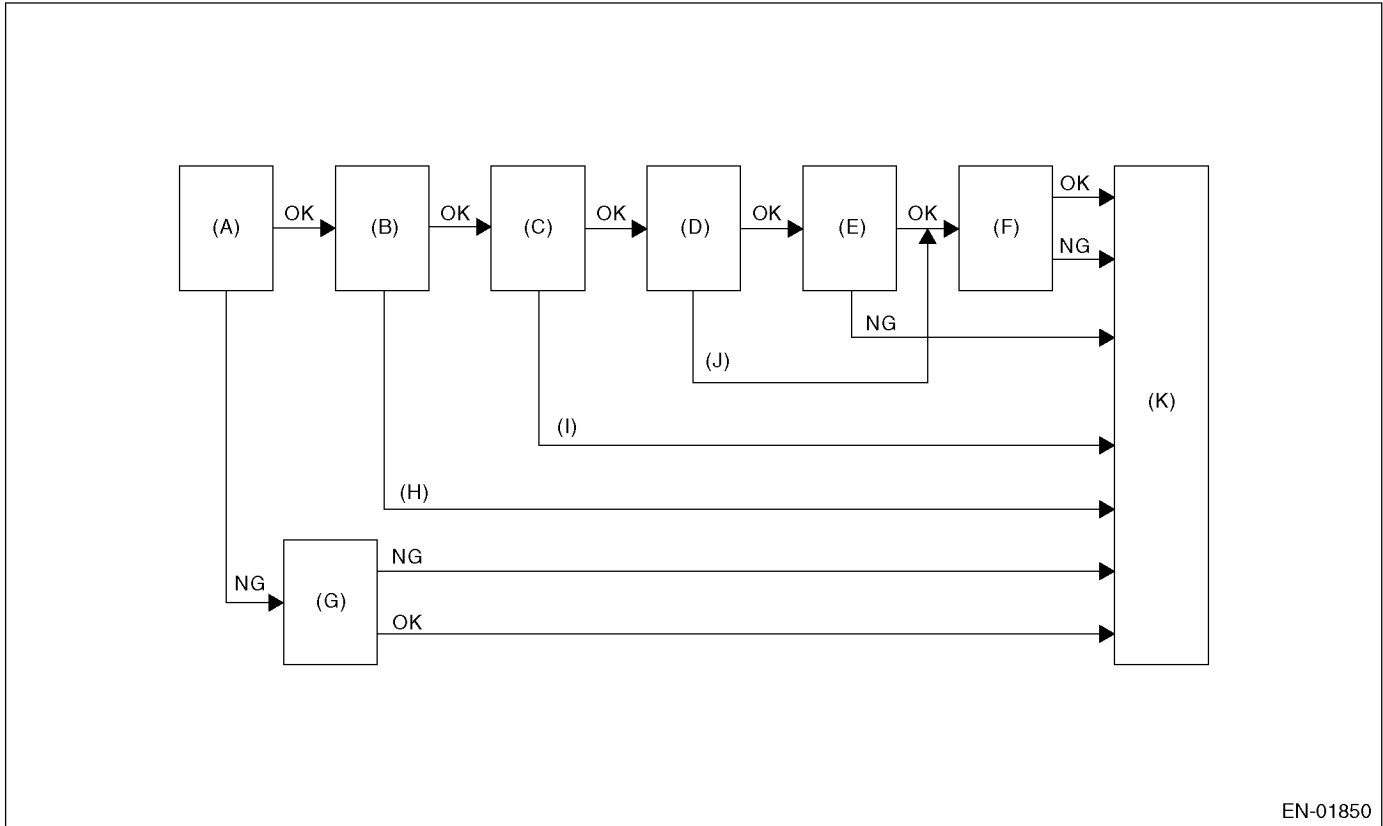 (A)
OK
(B)
OK
(C)
OK
(D)
OK
(E)
OK
(F)
OK
NG
NG
(J)
(K)
(I)
(H)
NG
(G)
NG
OK
EN-01850